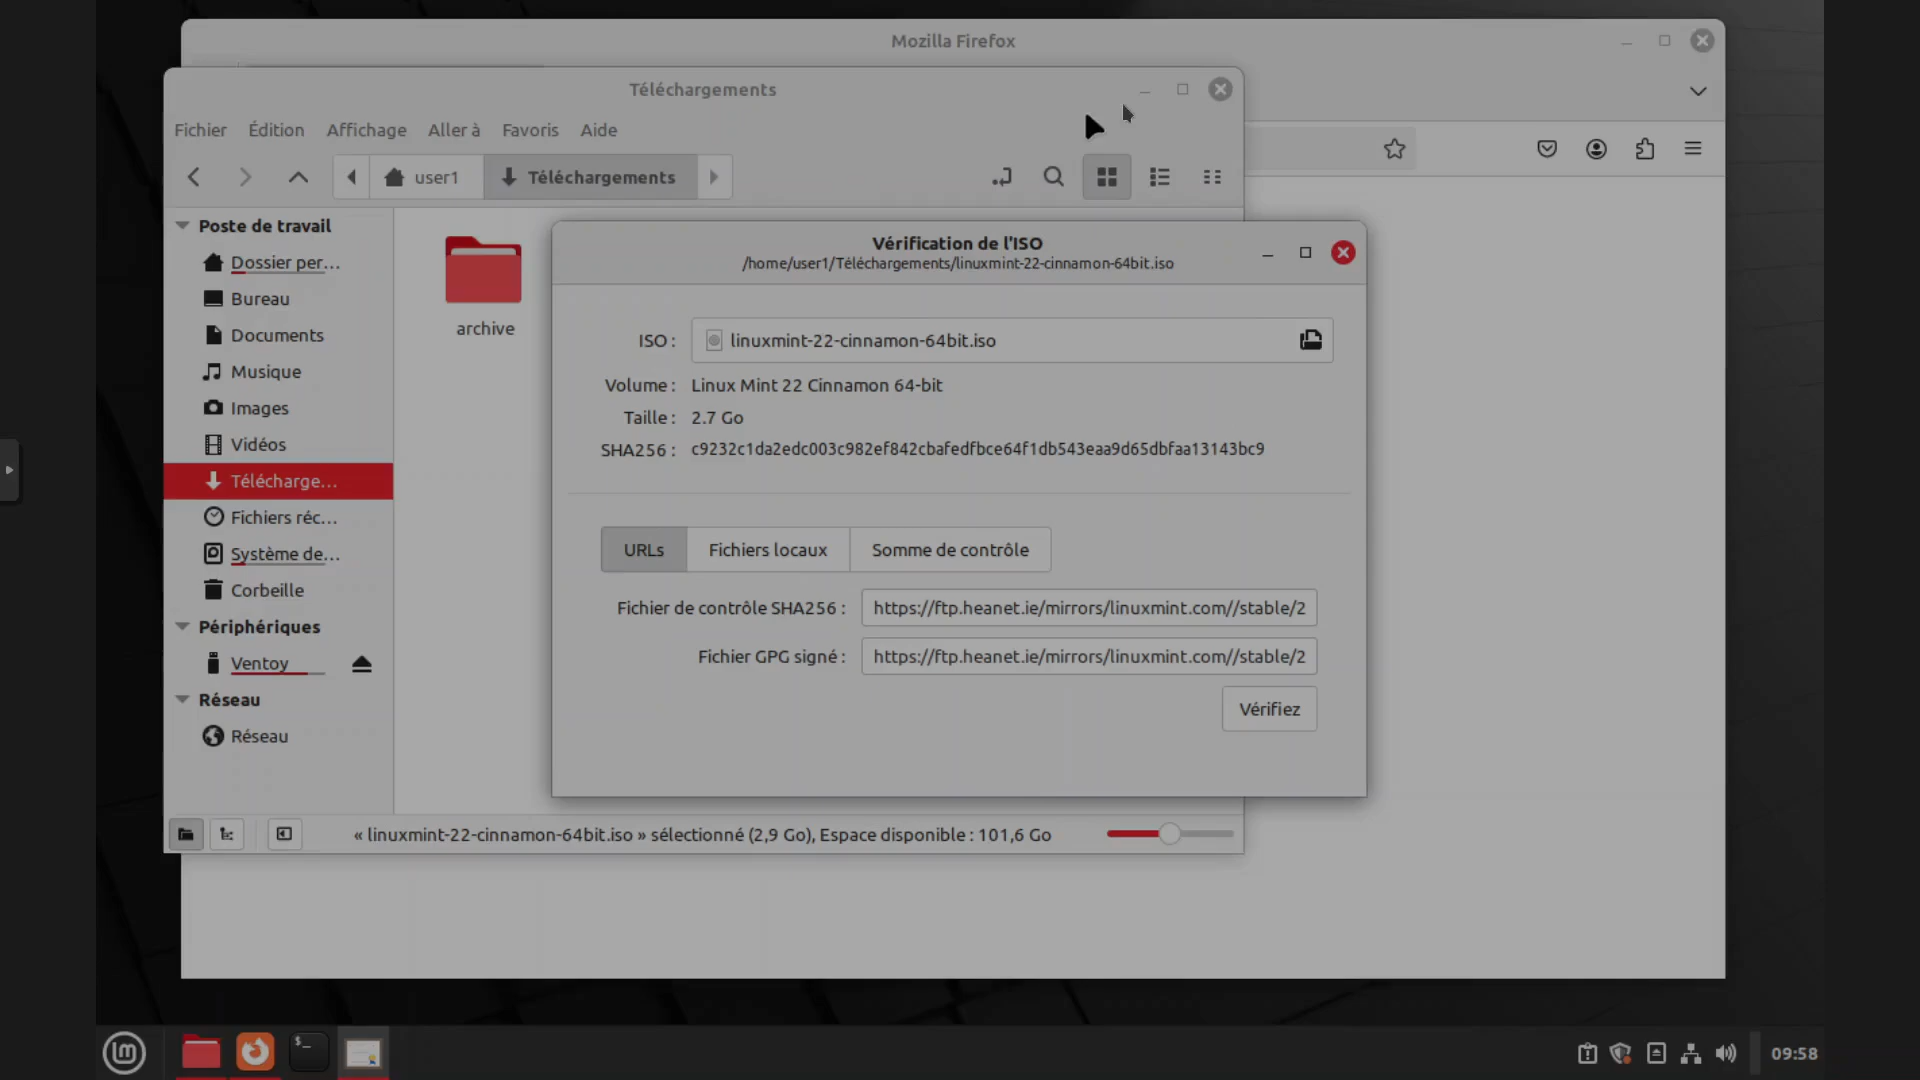 Mozilla Firefox
Téléchargements
Fichier Édition Affichage Aller à Favoris Aide
user1 Téléchargements
Poste de travail
Dossier per...
Bureau
Documents
Musique
Images
Vidéos
Télécharge...
Fichiers réc...
Système de...
Corbeille
Périphériques
Ventoy
Réseau
Réseau
archive
Vérification de l'ISO
/home/user1/Téléchargements/linuxmint-22-cinnamon-64bit.iso
ISO : linuxmint-22-cinnamon-64bit.iso
Volume : Linux Mint 22 Cinnamon 64-bit
Taille : 2.7 Go
SHA256 : c9232c1da2edc003c982ef842cbafedfbce64f1db543eaa9d65dbfaa13143bc9
URLs Fichiers locaux Somme de contrôle
Fichier de contrôle SHA256 : https://ftp.heanet.ie/mirrors/linuxmint.com//stable/2
Fichier GPG signé : https://ftp.heanet.ie/mirrors/linuxmint.com//stable/2
Vérifiez
« linuxmint-22-cinnamon-64bit.iso » sélectionné (2,9 Go), Espace disponible : 101,6 Go
09:58